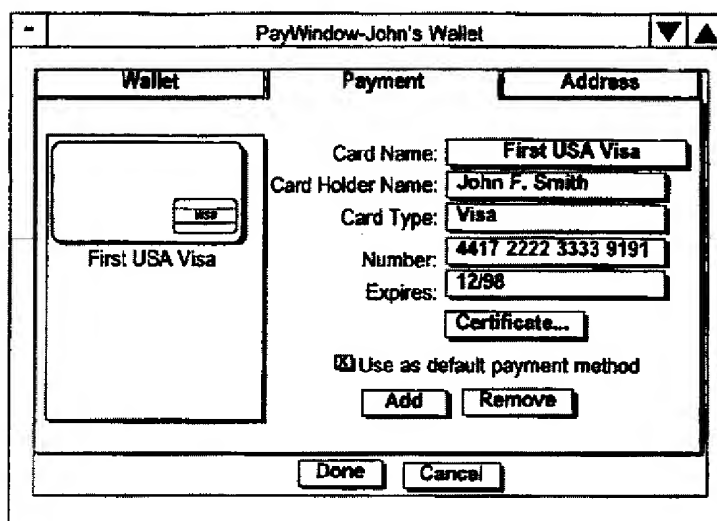 PayWindow-John's Wallet
Wallet Payment Address
Card Name: First USA Visa
Card Holder Name: John F. Smith
Card Type: Visa
VISA
First USA Visa
Number: 4417 2222 3333 9191
Expires: 12/98
Certificate...
Use as default payment method
Add Remove
Done Cancel